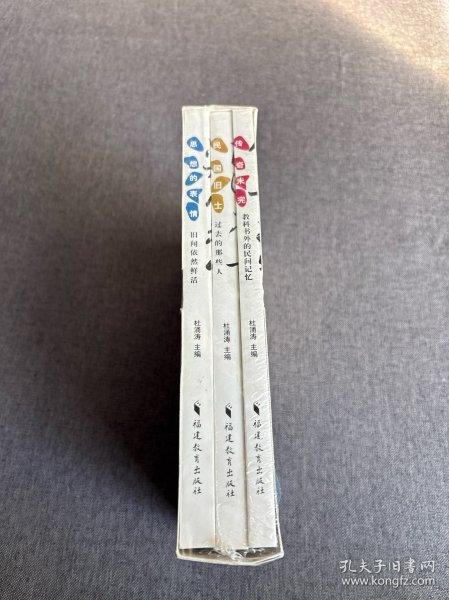 思想的表情
旧闻依然鲜活
杜涌涛 主编
福建教育出版社
民国旧士
过去的那些人
杜涌涛 主编
福建教育出版社
传奇未完
教科书外的民间记忆
杜涌涛 主编
福建教育出版社
孔夫子旧书网
www.kongfz.com